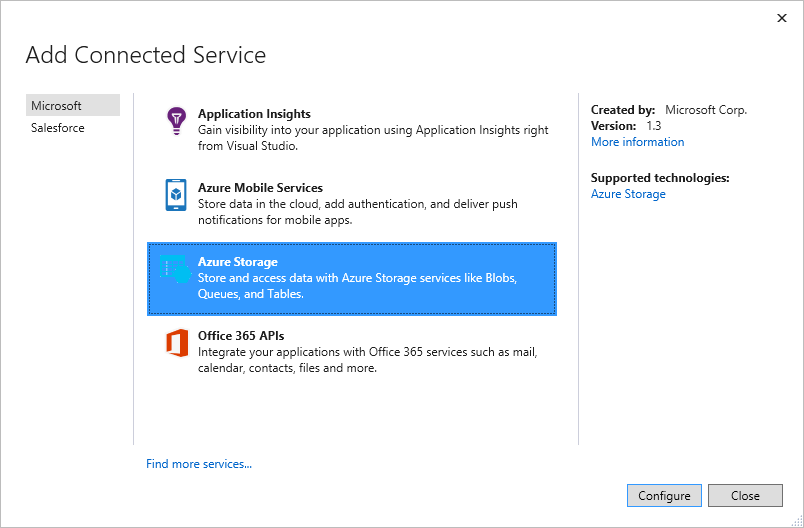 Add Connected Service
Microsoft
Salesforce
Application Insights
Gain visibility into your application using Application Insights right
from Visual Studio.
Azure Mobile Services
Store data in the cloud, add authentication, and deliver push
notifications for mobile apps.
Azure Storage
Store and access data with Azure Storage services like Blobs,
Queues, and Tables.
Office 365 APIs
Integrate your applications with Office 365 services such as mail,
calendar, contacts, files and more.
Find more services...
Created by: Microsoft Corp.
Version: 1.3
More information
Supported technologies:
Azure Storage
Configure
Close